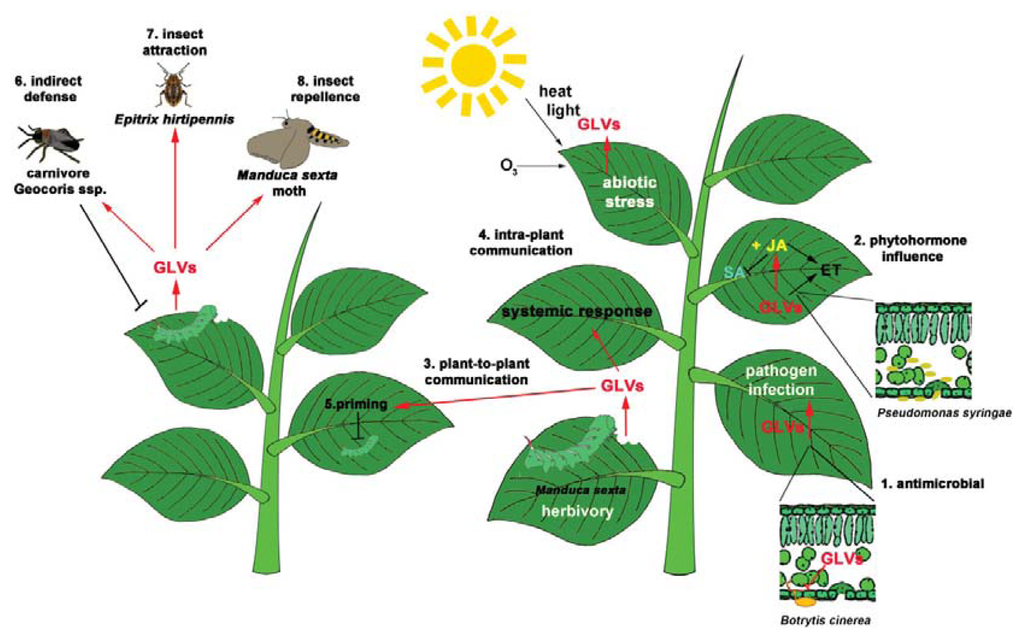 7. insect
attraction
6. indirect
defense
8. insect
repellence
Epitrix hirtipennis
carnivore
Geocoris ssp.
Manduca sexta
moth
GLVs
heat
light
GLVs
O3
abiotic
stress
4. intra-plant
communication
+ JA
SA
ET
GLVs
2. phytohormone
influence
Pseudomonas syringae
systemic response
3. plant-to-plant
communication
GLVs
5.priming
pathogen
infection
GLVs
Manduca sexta
herbivory
1. antimicrobial
GLVs
Botrytis cinerea